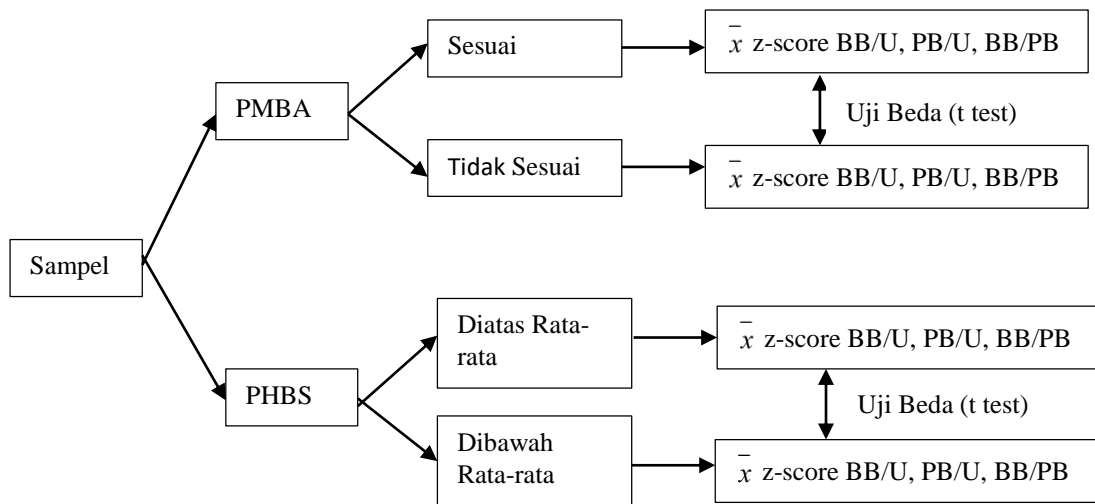 Sesuai
x̄ z-score BB/U, PB/U, BB/PB
PMBA
Uji Beda (t test)
Tidak Sesuai
x̄ z-score BB/U, PB/U, BB/PB
Sampel
Diatas Rata-
rata
x̄ z-score BB/U, PB/U, BB/PB
PHBS
Uji Beda (t test)
Dibawah
Rata-rata
x̄ z-score BB/U, PB/U, BB/PB